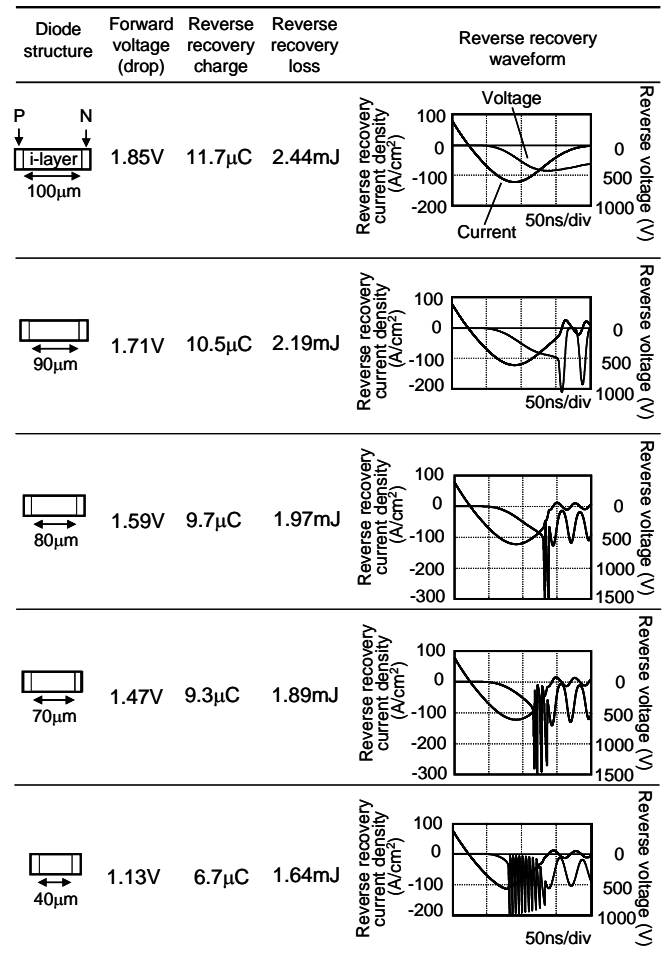 Diode structure
Forward voltage (drop)
Reverse recovery charge
Reverse recovery loss
Reverse recovery waveform
P N
i-layer
100μm
1.85V
11.7μC
2.44mJ
Reverse recovery
current density
(A/cm²)
100
0
-100
-200
Voltage
Current
50ns/div
0
500
1000
Reverse voltage (V)
90μm
1.71V
10.5μC
2.19mJ
Reverse recovery
current density
(A/cm²)
100
0
-100
-200
50ns/div
0
500
1000
Reverse voltage (V)
80μm
1.59V
9.7μC
1.97mJ
Reverse recovery
current density
(A/cm²)
100
0
-100
-200
-300
0
500
1000
1500
Reverse voltage (V)
70μm
1.47V
9.3μC
1.89mJ
Reverse recovery
current density
(A/cm²)
100
0
-100
-200
-300
0
500
1000
1500
Reverse voltage (V)
40μm
1.13V
6.7μC
1.64mJ
Reverse recovery
current density
(A/cm²)
100
0
-100
-200
50ns/div
0
500
1000
Reverse voltage (V)